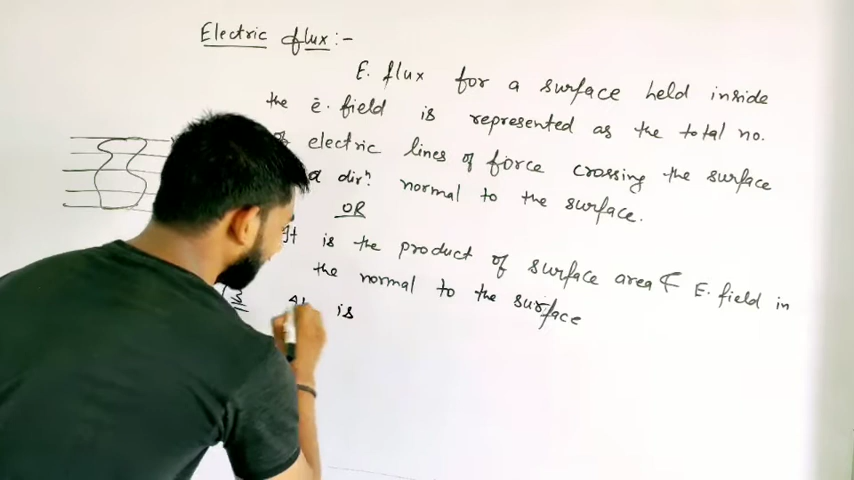 Electric flux :-
E. flux for a surface held inside
the e. field is represented as the total no.
electric lines of force crossing the surface
dirn. normal to the surface.
OR
It is the product of surface area & E. field in
the normal to the surface
is